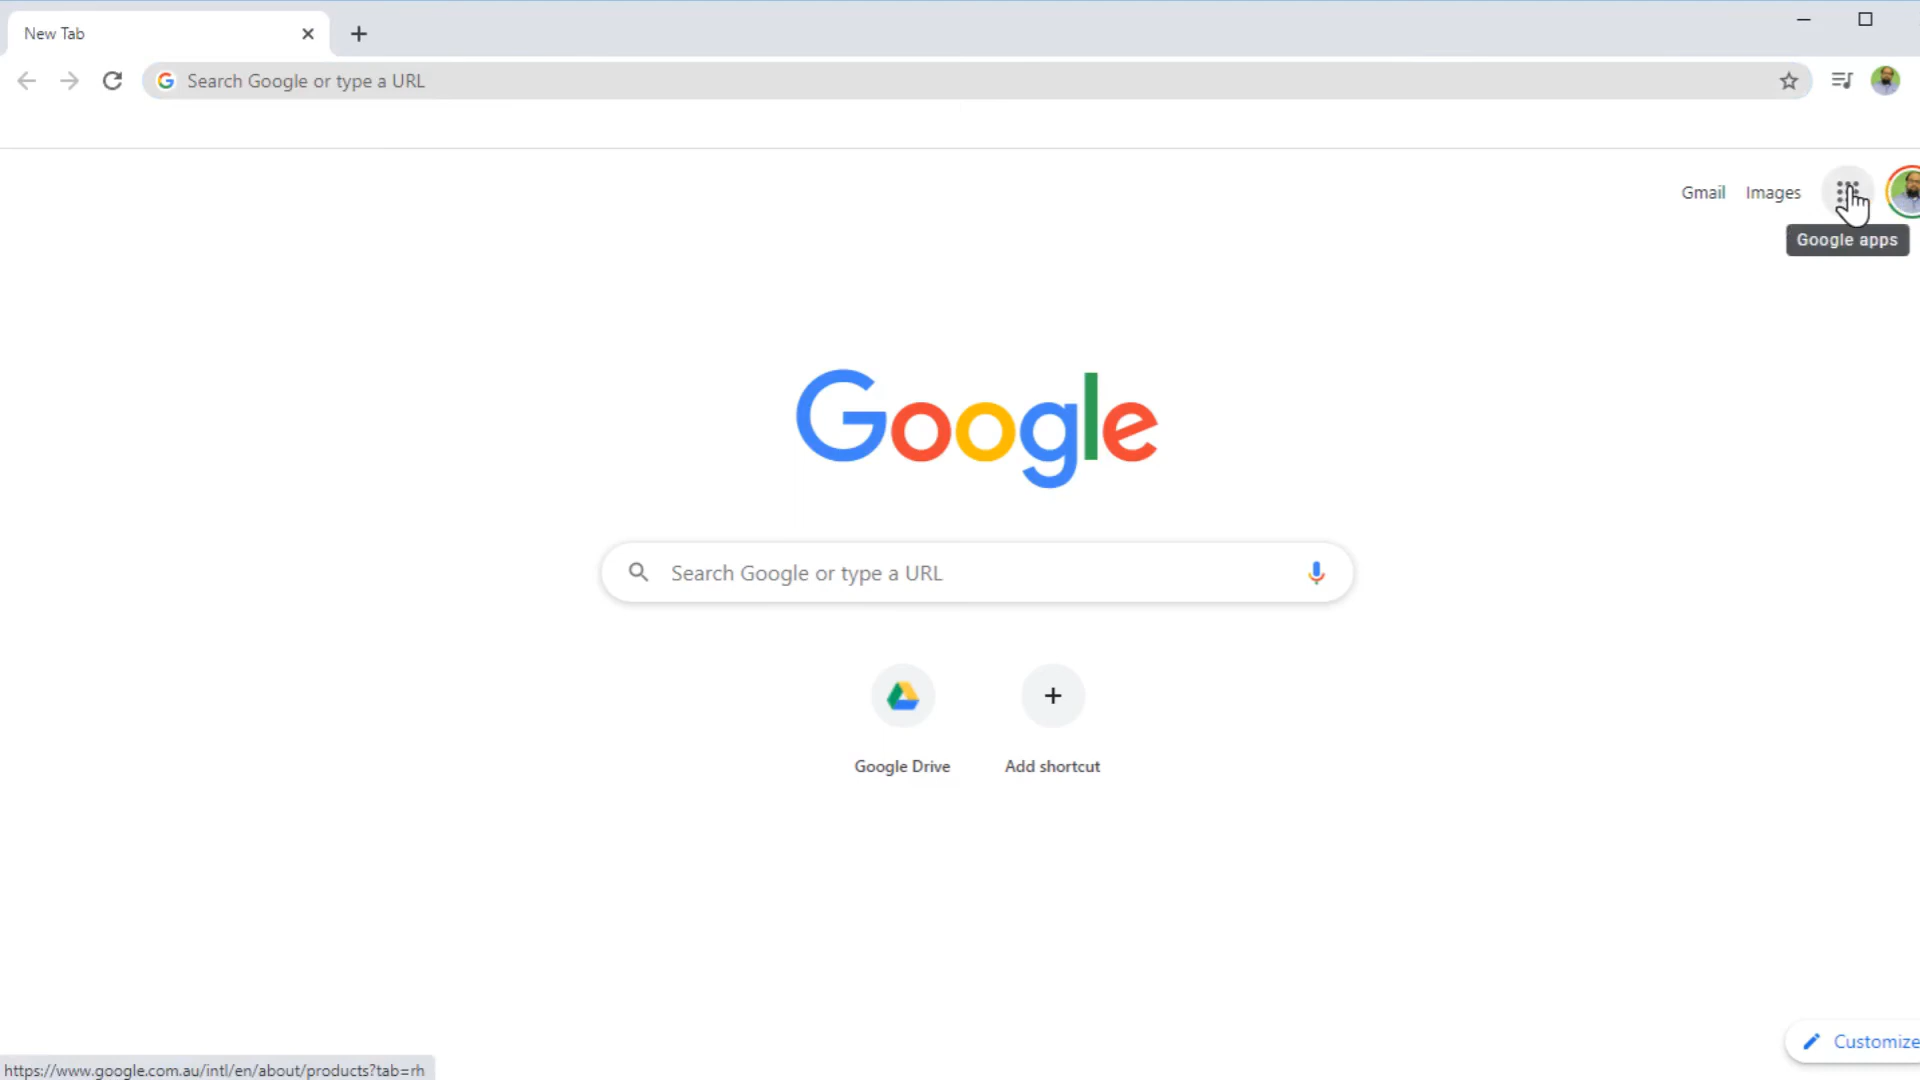 New Tab
Search Google or type a URL
Gmail Images
Google apps
Google
Search Google or type a URL
Google Drive Add shortcut
Customize
https://www.google.com.au/intl/en/about/products?tab=rh